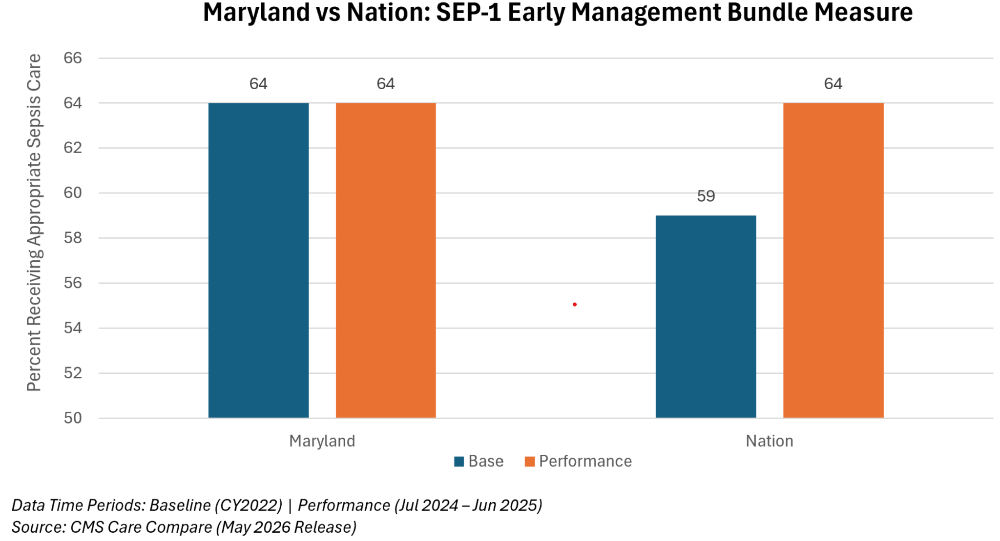 Maryland vs Nation: SEP-1 Early Management Bundle Measure
Percent Receiving Appropriate Sepsis Care
66
64
62
60
58
56
54
52
50
64
64
59
64
Maryland
Nation
Base
Performance
Data Time Periods: Baseline (CY2022) | Performance (Jul 2024 – Jun 2025)
Source: CMS Care Compare (May 2026 Release)